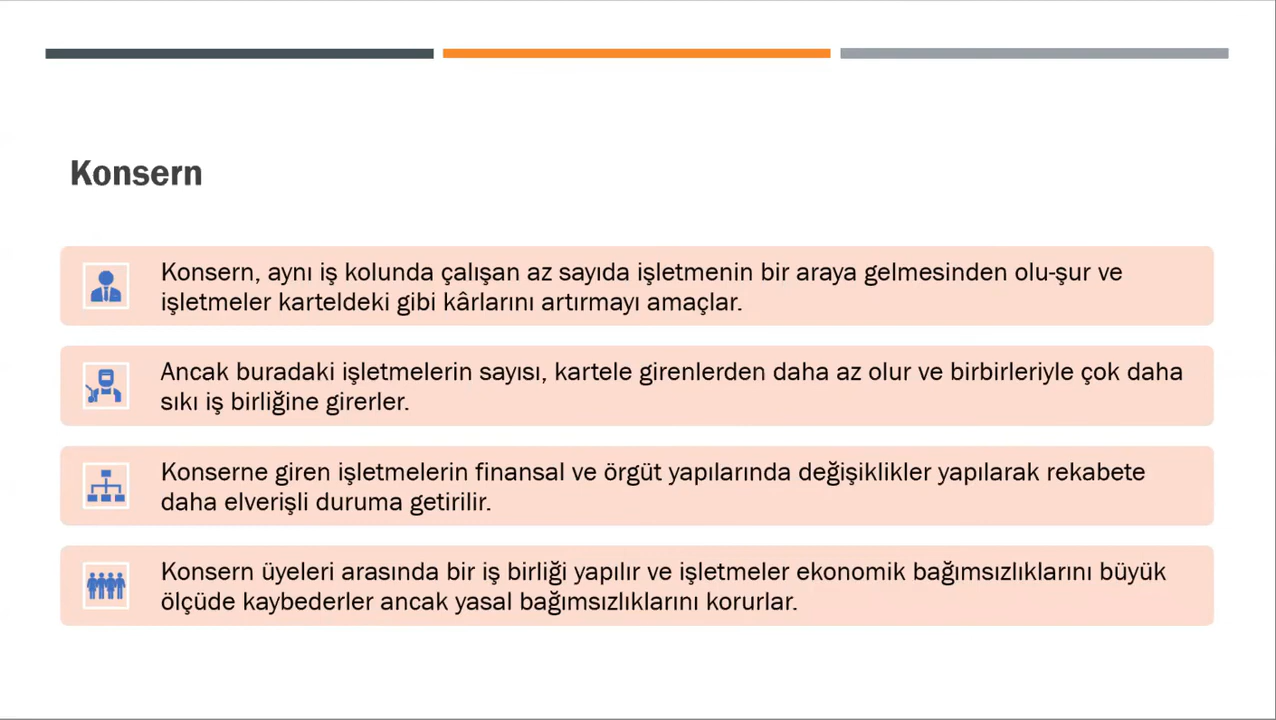 Konsern
Konsern, aynı iş kolunda çalışan az sayıda işletmenin bir araya gelmesinden olu-şur ve
işletmeler karteldeki gibi kârlarını artırmayı amaçlar.
Ancak buradaki işletmelerin sayısı, kartele girenlerden daha az olur ve birbirleriyle çok daha
sıkı iş birliğine girerler.
Konserne giren işletmelerin finansal ve örgüt yapılarında değişiklikler yapılarak rekabete
daha elverişli duruma getirilir.
Konsern üyeleri arasında bir iş birliği yapılır ve işletmeler ekonomik bağımsızlıklarını büyük
ölçüde kaybederler ancak yasal bağımsızlıklarını korurlar.